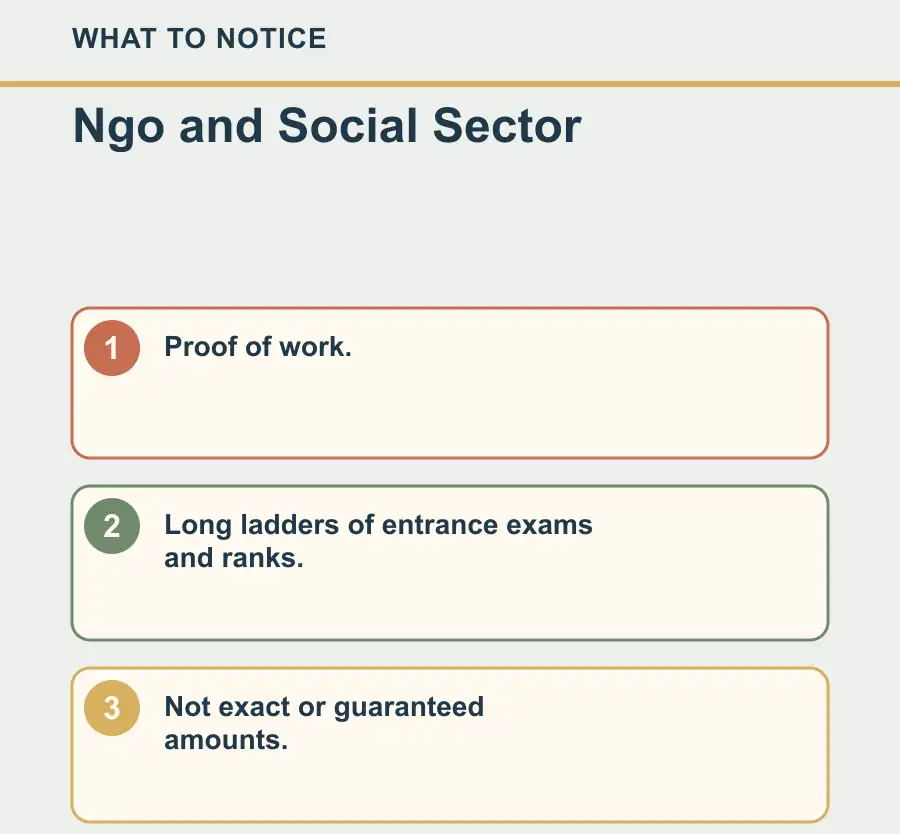 WHAT TO NOTICE
Ngo and Social Sector
1
Proof of work.
2
Long ladders of entrance exams
and ranks.
3
Not exact or guaranteed
amounts.